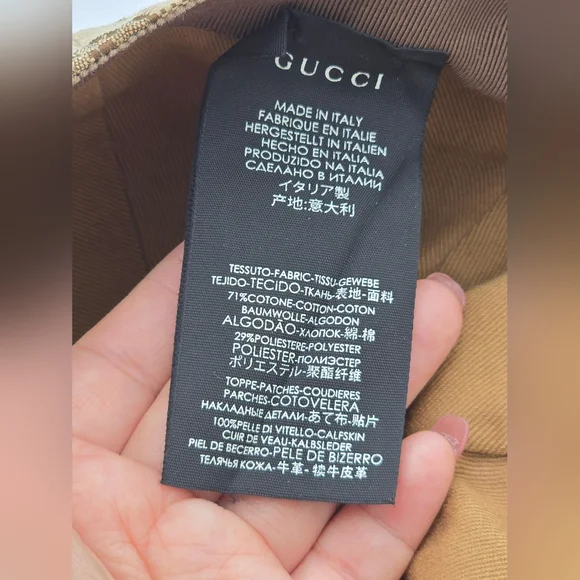 GUCCI
MADE IN ITALY
FABRIQUE EN ITALIE
HERGESTELLT IN ITALIEN
HECHO EN ITALIA
PRODUZIDO NA ITALIA
СДЕЛАНО В ИТАЛИИ
イタリア製
产地:意大利
TESSUTO-FABRIC-TISSU-GEWEBE
TEJIDO-TECIDO-ТКАНЬ-表地-面料
71%COTONE-COTTON-COTON
BAUMWOLLE-ALGODON
ALGODÃO-ХЛОПОК-綿-棉
29%POLIESTERE-POLYESTER
POLIESTER-ПОЛИЭСТЕР
ポリエステル-聚酯纤维
TOPPE-PATCHES-COUDIERES
PARCHES-COTOVELERA
НАКЛАДНЫЕ ДЕТАЛИ-あて布-贴片
100%PELLE DI VITELLO-CALFSKIN
CUIR DE VEAU-KALBSLEDER
PIEL DE BECERRO-PELE DE BIZERRO
ТЕЛЯЧЬЯ КОЖА-牛革-犊牛皮革